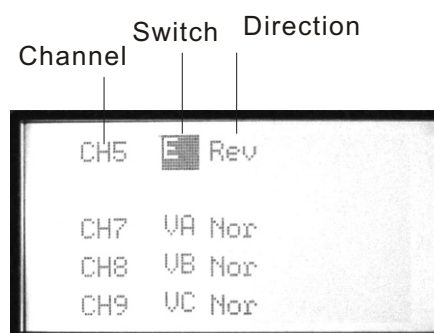 Channel Switch Direction
CH5 E Rev
CH7 VA Nor
CH8 VB Nor
CH9 VC Nor